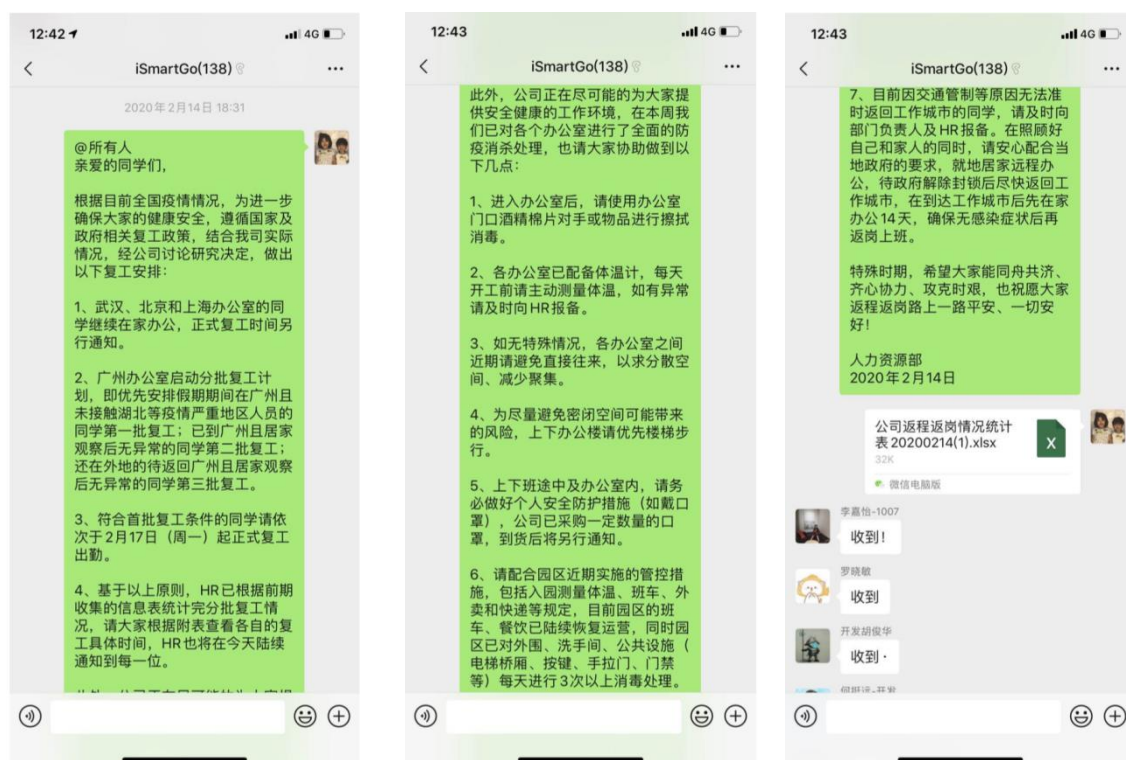 12:42
4G
iSmartGo(138)
2020年2月14日 18:31
@所有人
亲爱的同学们，
根据目前全国疫情情况，为进一步
确保大家的健康安全，遵循国家及
政府相关复工政策，结合我司实际
情况，经公司讨论研究决定，做出
以下复工安排：
1、武汉、北京和上海办公室的同
学继续在家办公，正式复工时间另
行通知。
2、广州办公室启动分批复工计
划，即优先安排假期期间在广州且
未接触湖北等疫情严重地区人员的
同学第一批复工；已到广州且居家
观察后无异常的同学第二批复工；
还在外地的待返回广州且居家观察
后无异常的同学第三批复工。
3、符合首批复工条件的同学请依
次于2月17日（周一）起正式复工
出勤。
4、基于以上原则，HR已根据前期
收集的信息表统计完分批复工情
况，请大家根据附表查看各自的复
工具体时间，HR也将在今天陆续
通知到每一位。
12:43
4G
iSmartGo(138)
此外，公司正在尽可能的为大家提
供安全健康的工作环境，在本周我
们已对各个办公室进行了全面的防
疫消杀处理，也请大家协助做到以
下几点：
1、进入办公室后，请使用办公室
门口酒精棉片对手或物品进行擦拭
消毒。
2、各办公室已配备体温计，每天
开工前请主动测量体温，如有异常
请及时向HR报备。
3、如无特殊情况，各办公室之间
近期请避免直接往来，以求分散空
间、减少聚集。
4、为尽量避免密闭空间可能带来
的风险，上下办公楼请优先楼梯步
行。
5、上下班途中及办公室内，请务
必做好个人安全防护措施（如戴口
罩），公司已采购一定数量的口
罩，到货后将另行通知。
6、请配合园区近期实施的管控措
施，包括入园测量体温、班车、外
卖和快递等规定，目前园区的班
车、餐饮已陆续恢复运营，同时园
区已对外围、洗手间、公共设施（
电梯桥厢、按键、手拉门、门禁
等）每天进行3次以上消毒处理。
12:43
4G
iSmartGo(138)
7、目前因交通管制等原因无法准
时返回工作城市的同学，请及时向
部门负责人及HR报备。在照顾好
自己和家人的同时，请安心配合当
地政府的要求，就地居家远程办
公，待政府解除封锁后尽快返回工
作城市，在到达工作城市后先在家
办公14天，确保无感染症状后再
返岗上班。
特殊时期，希望大家能同舟共济、
齐心协力、攻克时艰，也祝愿大家
返程返岗路上一路平安、一切安
好！
人力资源部
2020年2月14日
公司返程返岗情况统计
表20200214(1).xlsx
32K
X
微信电脑版
李嘉怡-1007
收到！
罗晓敏
收到
开发胡俊华
收到·